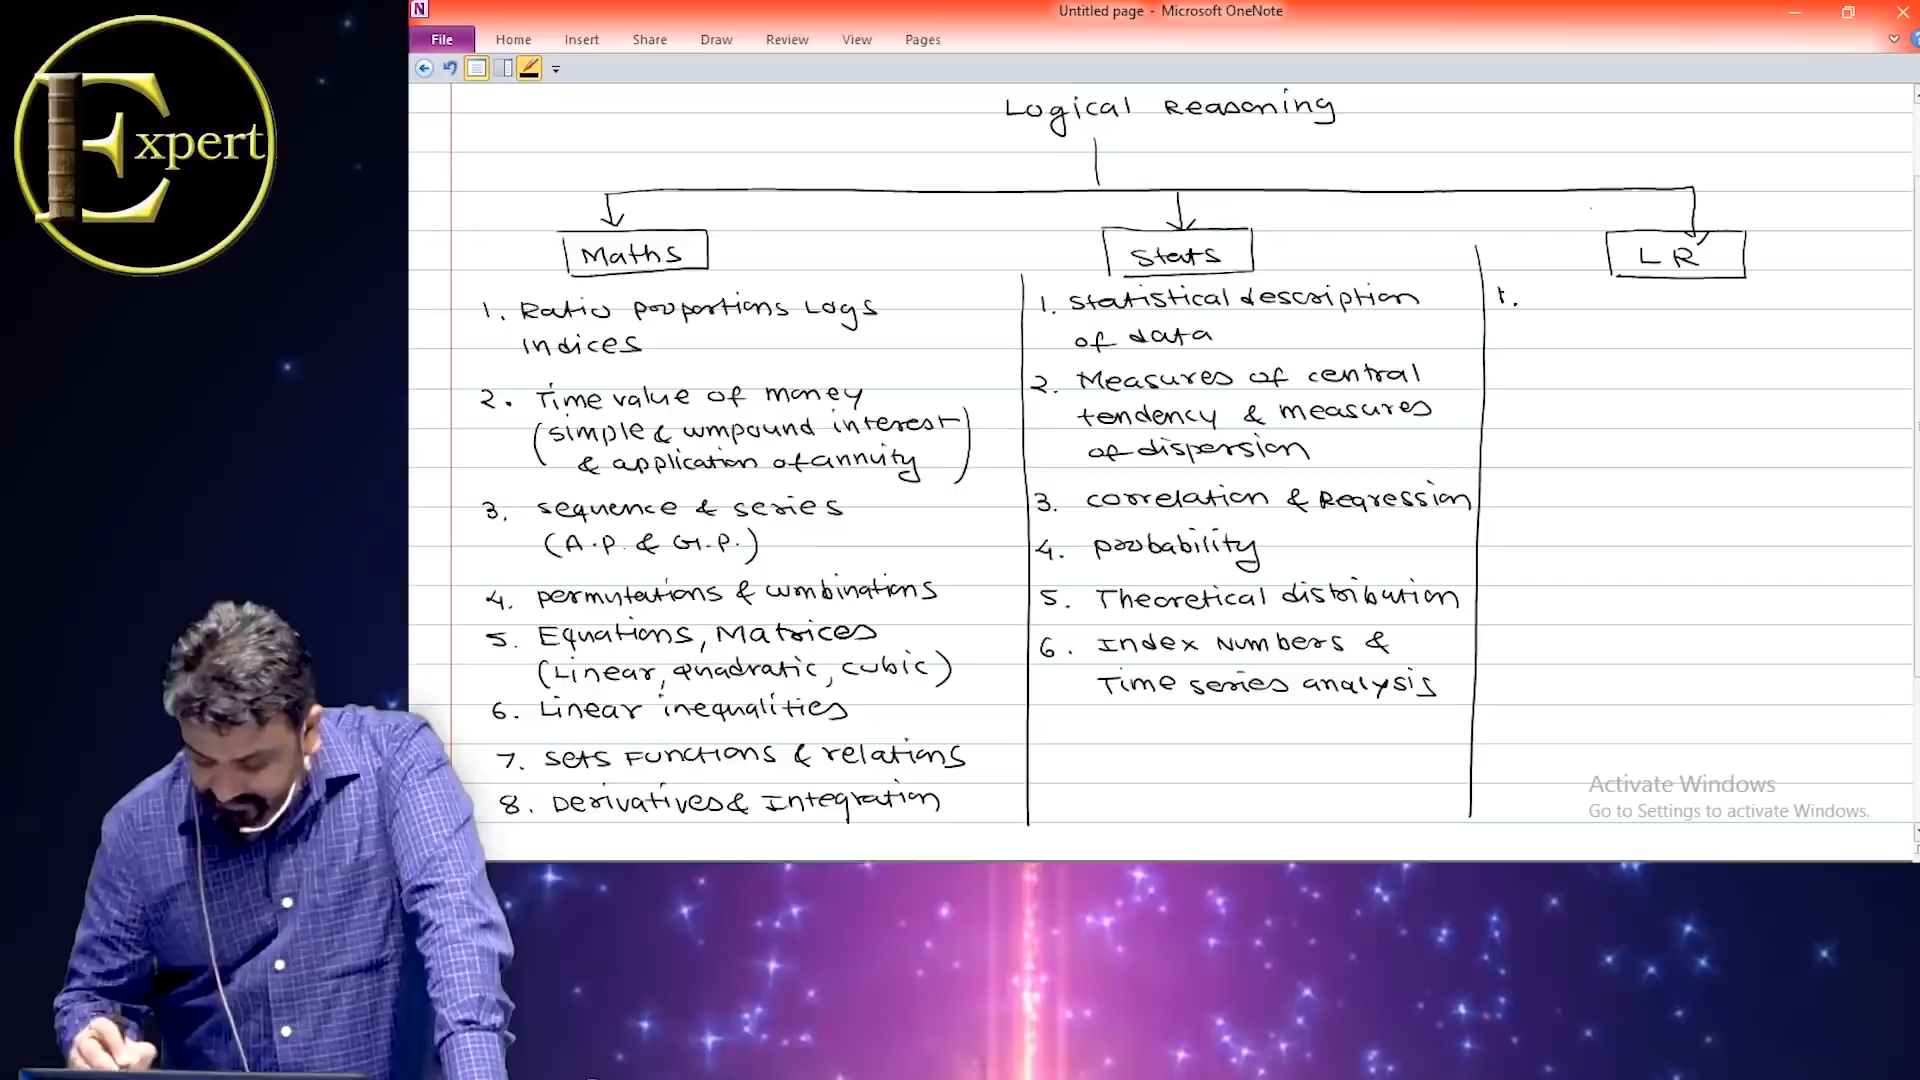 Expert
Untitled page - Microsoft OneNote
File Home Insert Share Draw Review View Pages
Logical Reasoning
Maths
1. Ratio proportions Logs
Indices
2. Time value of money
(simple & compound interest
& application of annuity)
3. sequence & series
(A.P. & G.P.)
4. permutations & combinations
5. Equations, Matrices
(Linear, quadratic, cubic)
6. Linear inequalities
7. sets Functions & relations
8. Derivatives & Integration
Stats
1. statistical description
of data
2. Measures of central
tendency & measures
of dispersion
3. correlation & Regression
4. probability
5. Theoretical distribution
6. Index Numbers &
Time series analysis
LR
1.
Activate Windows
Go to Settings to activate Windows.